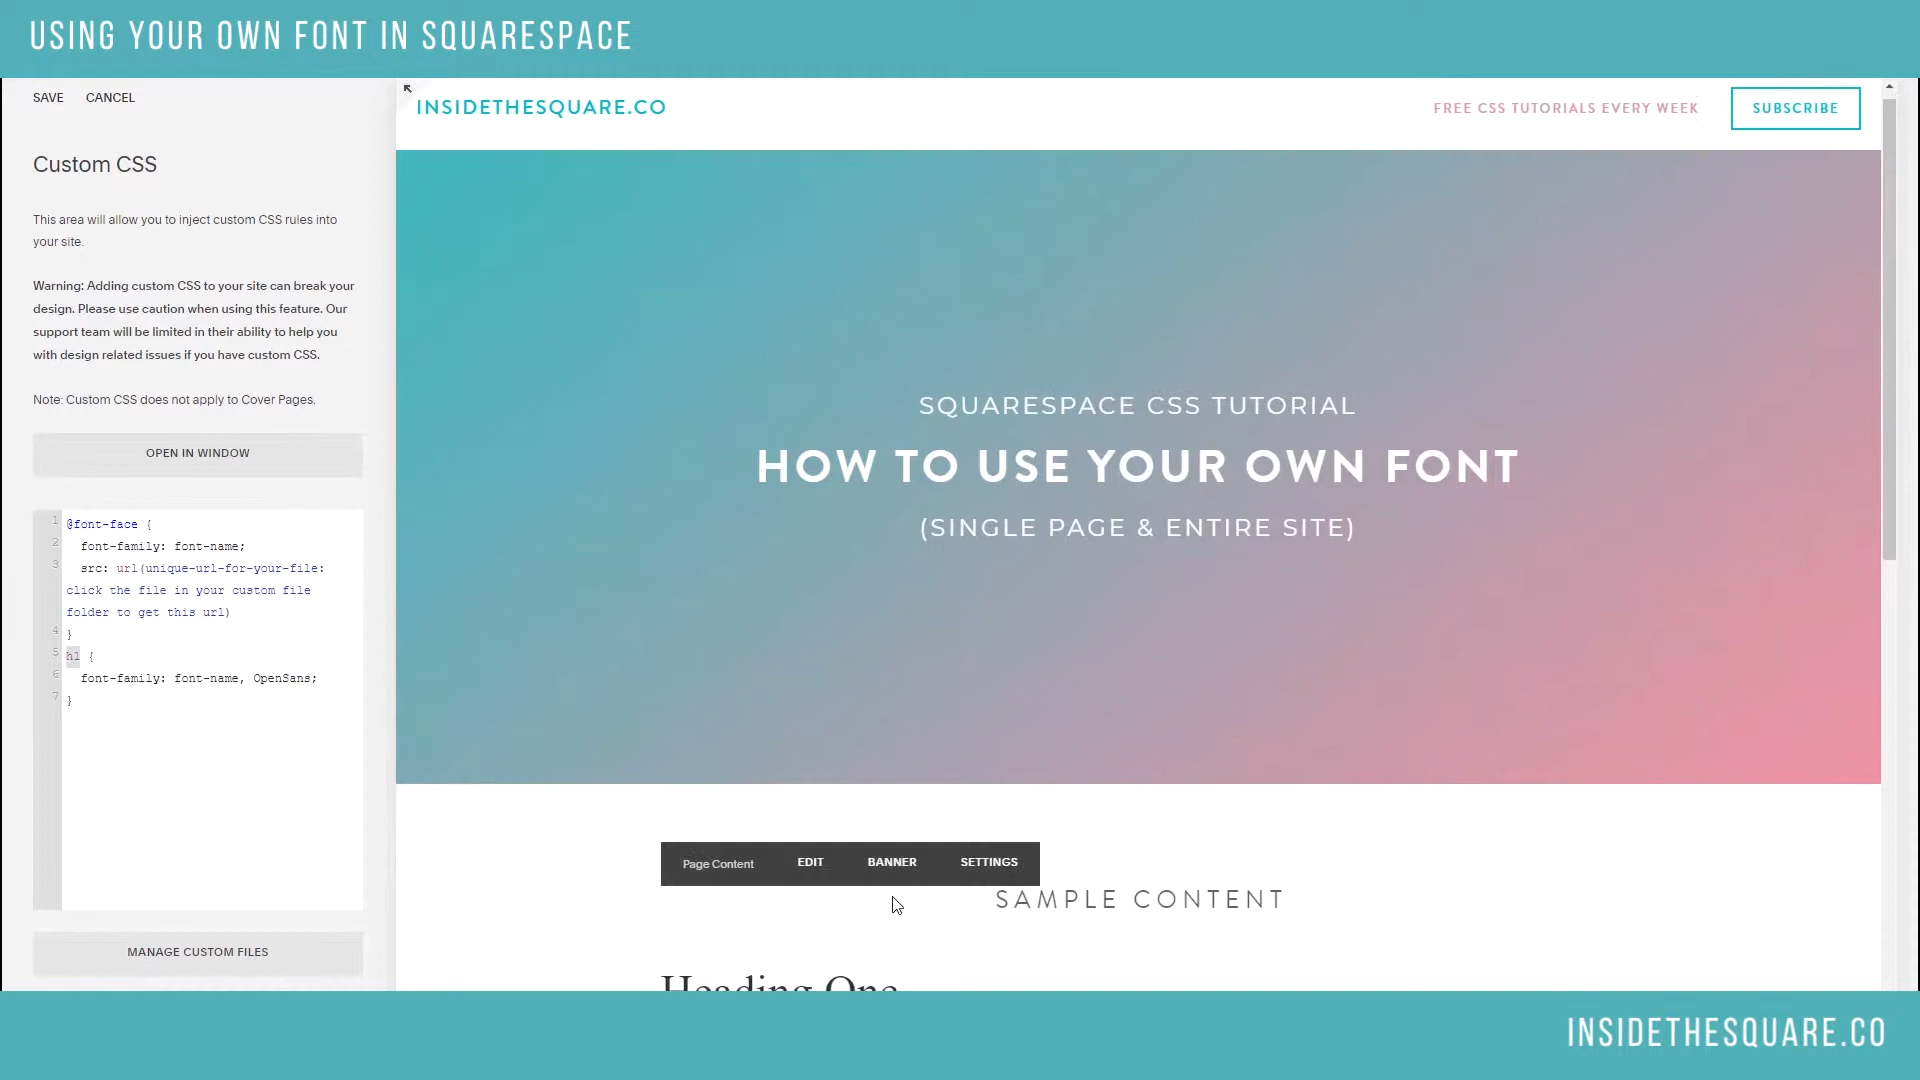 USING YOUR OWN FONT IN SQUARESPACE
SAVE CANCEL
Custom CSS
This area will allow you to inject custom CSS rules into
your site.
Warning: Adding custom CSS to your site can break your
design. Please use caution when using this feature. Our
support team will be limited in their ability to help you
with design related issues if you have custom CSS.
Note: Custom CSS does not apply to Cover Pages.
OPEN IN WINDOW
1 @font-face {
2 font-family: font-name;
3 src: url(unique-url-for-your-file:
click the file in your custom file
folder to get this url)
4 }
5 h1 {
6 font-family: font-name, OpenSans;
7 }
MANAGE CUSTOM FILES
INSIDETHESQUARE.CO
FREE CSS TUTORIALS EVERY WEEK
SUBSCRIBE
SQUARESPACE CSS TUTORIAL
HOW TO USE YOUR OWN FONT
(SINGLE PAGE & ENTIRE SITE)
Page Content EDIT BANNER SETTINGS
SAMPLE CONTENT
Heading One
INSIDETHESQUARE.CO